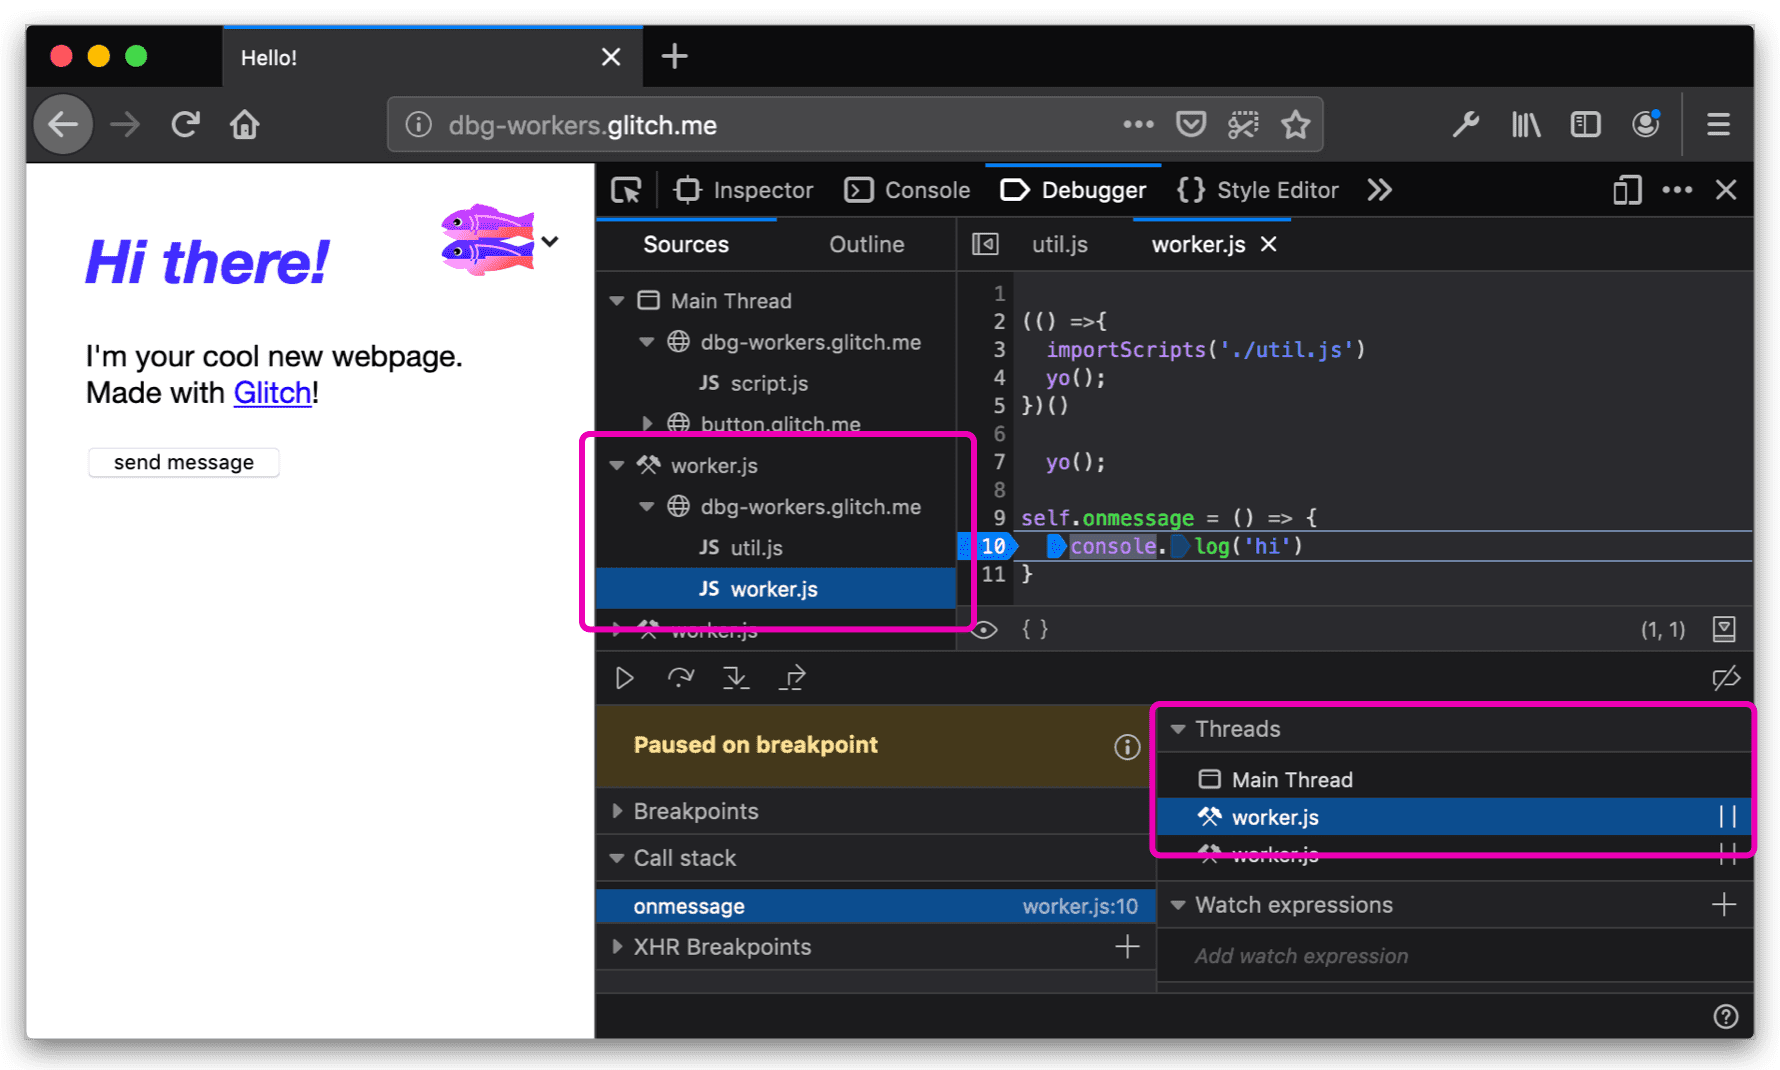 Hello!
dbg-workers.glitch.me
Hi there!
I'm your cool new webpage.
Made with Glitch!
send message
Inspector
Console
Debugger
Style Editor
Sources
Outline
Main Thread
dbg-workers.glitch.me
JS script.js
button.glitch.me
worker.js
dbg-workers.glitch.me
JS util.js
JS worker.js
worker.js
util.js
worker.js
1
2 (() =>{
3 importScripts('./util.js')
4 yo();
5 })()
6
7 yo();
8
9 self.onmessage = () => {
10 console.log('hi')
11 }
{ }
(1, 1)
Paused on breakpoint
Breakpoints
Call stack
onmessage worker.js:10
XHR Breakpoints
Threads
Main Thread
worker.js
worker.js
Watch expressions
Add watch expression